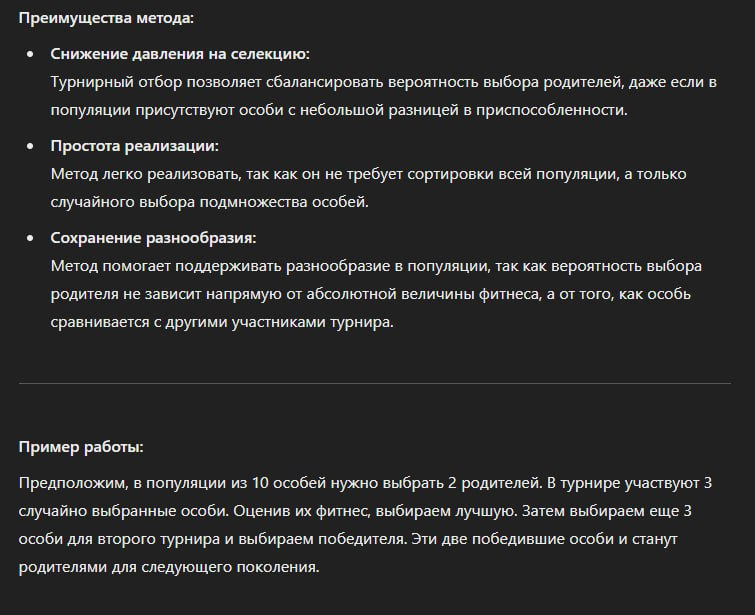 Преимущества метода:
Снижение давления на селекцию:
Турнирный отбор позволяет сбалансировать вероятность выбора родителей, даже если в
популяции присутствуют особи с небольшой разницей в приспособленности.
Простота реализации:
Метод легко реализовать, так как он не требует сортировки всей популяции, а только
случайного выбора подмножества особей.
Сохранение разнообразия:
Метод помогает поддерживать разнообразие в популяции, так как вероятность выбора
родителя не зависит напрямую от абсолютной величины фитнеса, а от того, как особь
сравнивается с другими участниками турнира.
Пример работы:
Предположим, в популяции из 10 особей нужно выбрать 2 родителей. В турнире участвуют 3
случайно выбранные особи. Оценив их фитнес, выбираем лучшую. Затем выбираем еще 3
особи для второго турнира и выбираем победителя. Эти две победившие особи и станут
родителями для следующего поколения.